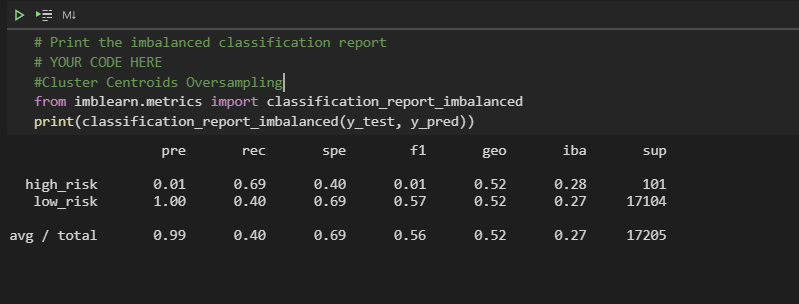 M↓
# Print the imbalanced classification report
# YOUR CODE HERE
#Cluster Centroids Oversampling
from imblearn.metrics import classification_report_imbalanced
print(classification_report_imbalanced(y_test, y_pred))
pre rec spe f1 geo iba sup
high_risk 0.01 0.69 0.40 0.01 0.52 0.28 101
low_risk 1.00 0.40 0.69 0.57 0.52 0.27 17104
avg / total 0.99 0.40 0.69 0.56 0.52 0.27 17205